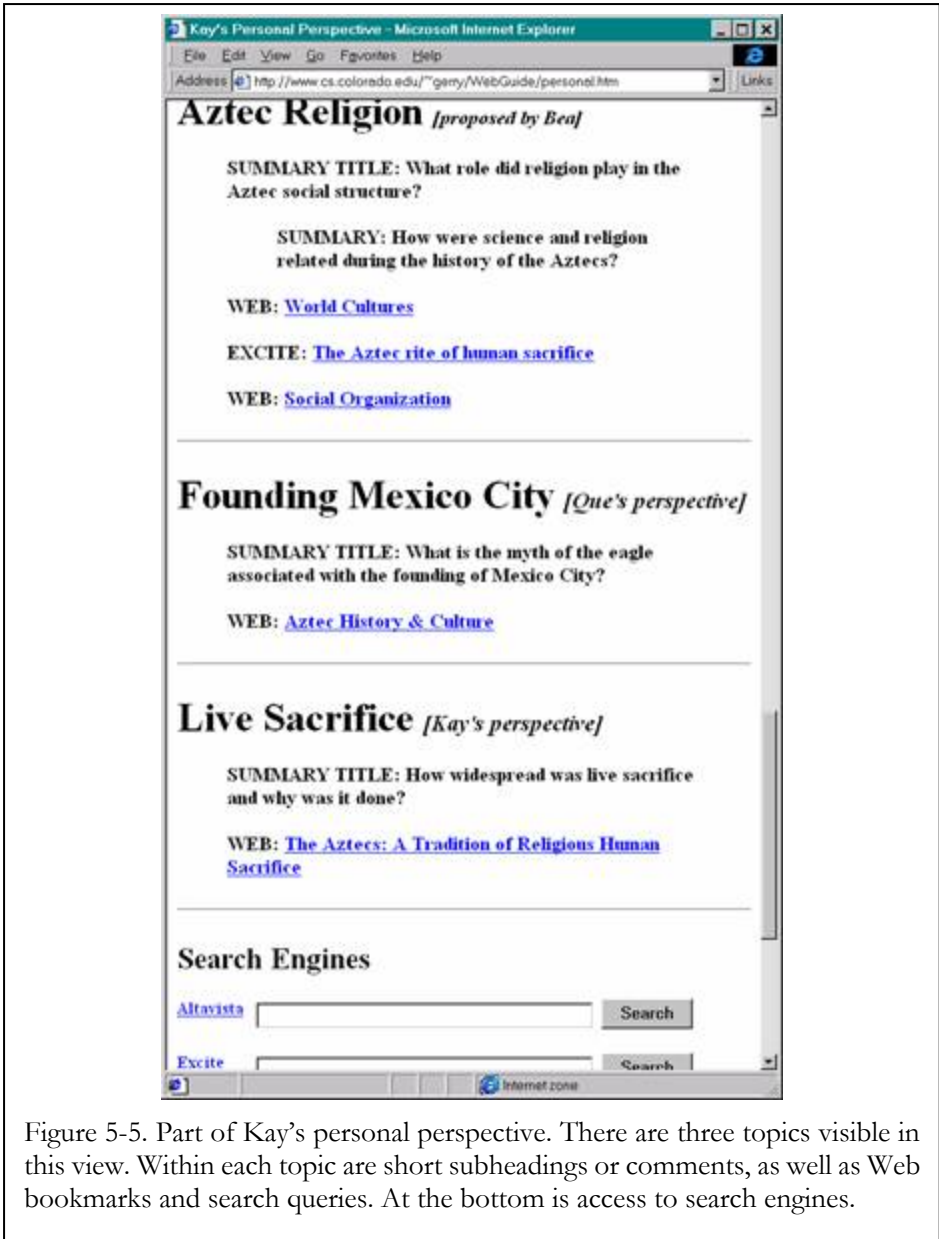 Kay's Personal Perspective - Microsoft Internet Explorer
File Edit View Go Favorites Help
Address http://www.cs.colorado.edu/~gerry/WebGuide/personal.htm Links
Aztec Religion [proposed by Bea]
SUMMARY TITLE: What role did religion play in the
Aztec social structure?
SUMMARY: How were science and religion
related during the history of the Aztecs?
WEB: World Cultures
EXCITE: The Aztec rite of human sacrifice
WEB: Social Organization
Founding Mexico City [Que's perspective]
SUMMARY TITLE: What is the myth of the eagle
associated with the founding of Mexico City?
WEB: Aztec History & Culture
Live Sacrifice [Kay's perspective]
SUMMARY TITLE: How widespread was live sacrifice
and why was it done?
WEB: The Aztecs: A Tradition of Religious Human
Sacrifice
Search Engines
Altavista Search
Excite Search
Internet zone
Figure 5-5. Part of Kay's personal perspective. There are three topics visible in
this view. Within each topic are short subheadings or comments, as well as Web
bookmarks and search queries. At the bottom is access to search engines.